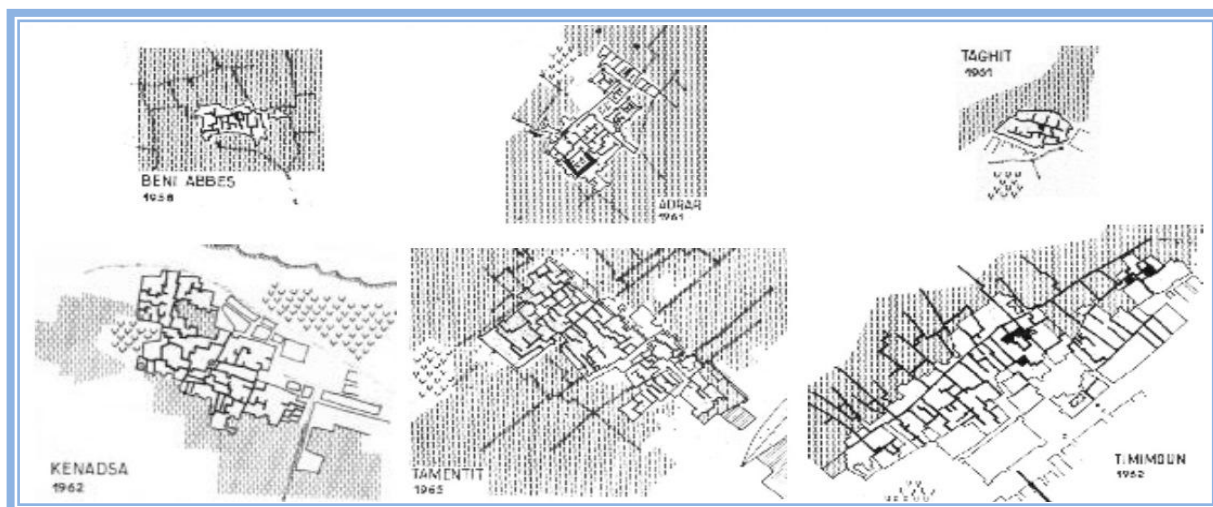 BENI ABBES
1958
ADRAR
1961
TAGHIT
1961
KENADSA
1962
TAMENTIT
1965
TIMIMOUN
1962